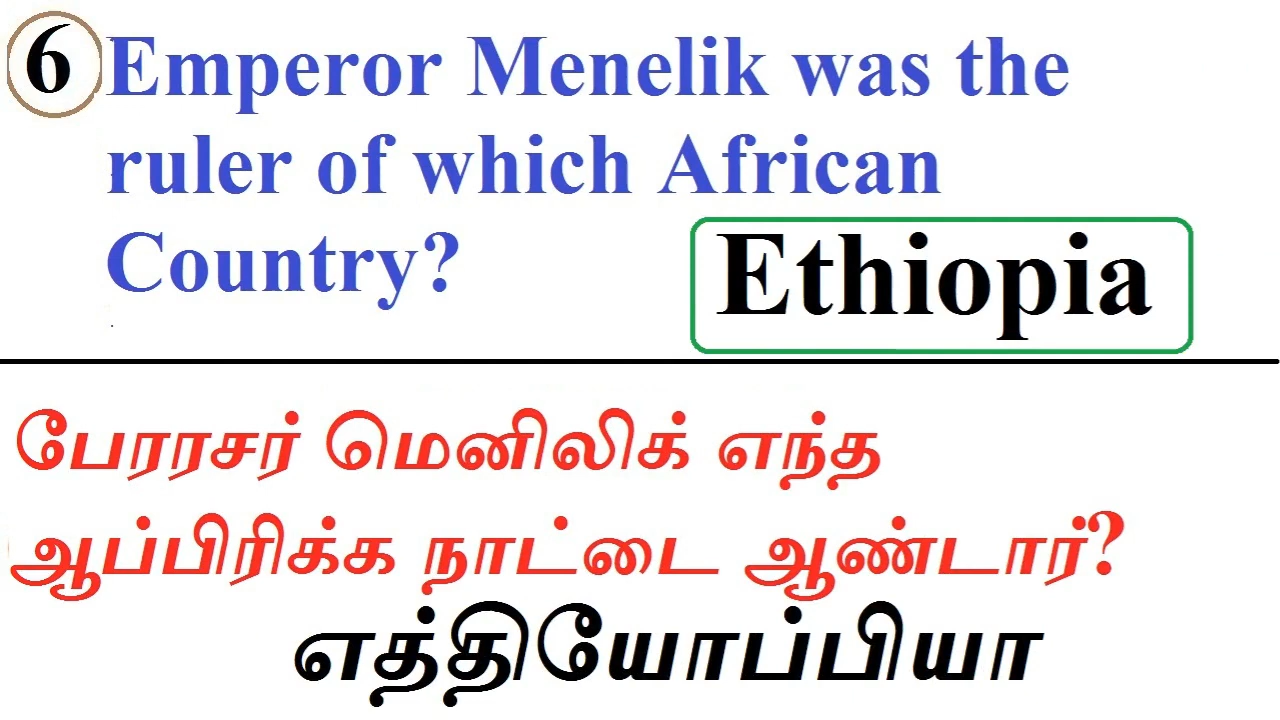 6 Emperor Menelik was the
ruler of which African
Country?
Ethiopia
பேரரசர் மெனிலிக் எந்த
ஆப்பிரிக்க நாட்டை ஆண்டார்?
எத்தியோப்பியா